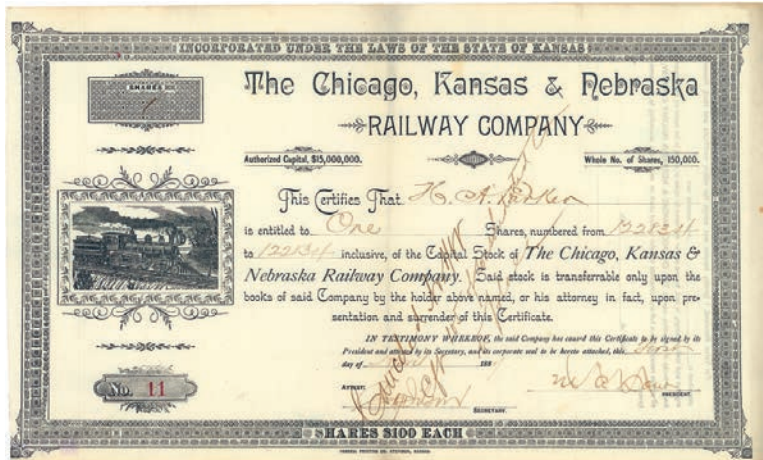 INCORPORATED UNDER THE LAWS OF THE STATE OF KANSAS
SHARES
The Chicago, Kansas & Nebraska
RAILWAY COMPANY
Authorized Capital, $15,000,000. Whole No. of Shares, 150,000.
This Certifies That H. A. Parker
is entitled to One Shares, numbered from 122834
to 122834 inclusive, of the Capital Stock of The Chicago, Kansas &
Nebraska Railway Company. Said stock is transferrable only upon the
books of said Company by the holder above named, or his attorney in fact, upon pre-
sentation and surrender of this Certificate.
IN TESTIMONY WHEREOF, the said Company has caused this Certificate to be signed by its
President and attested by its Secretary, and its corporate seal to be hereto attached, this
day of 188
ATTEST:
PRESIDENT
SECRETARY.
No. 11
SHARES $100 EACH